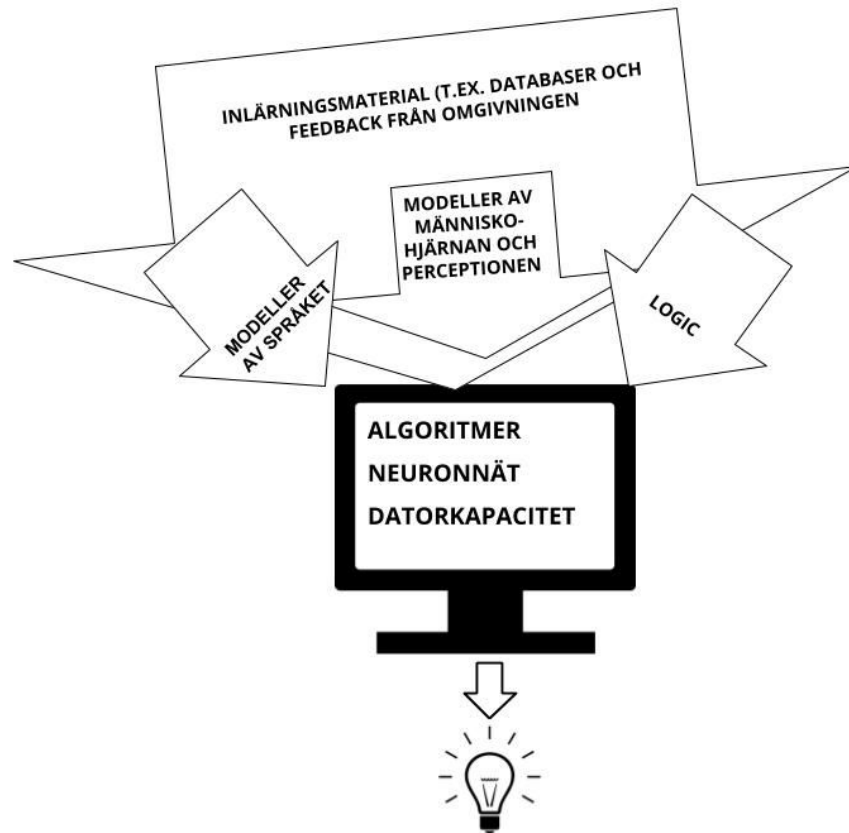 INLÄRNINGSMATERIAL (T.EX. DATABASER OCH
FEEDBACK FRÅN OMGIVNINGEN
MODELLER AV
MÄNNISKO-
HJÄRNAN OCH
PERCEPTIONEN
MODELLER
AV SPRÅKET
LOGIC
ALGORITMER
NEURONNÄT
DATORKAPACITET